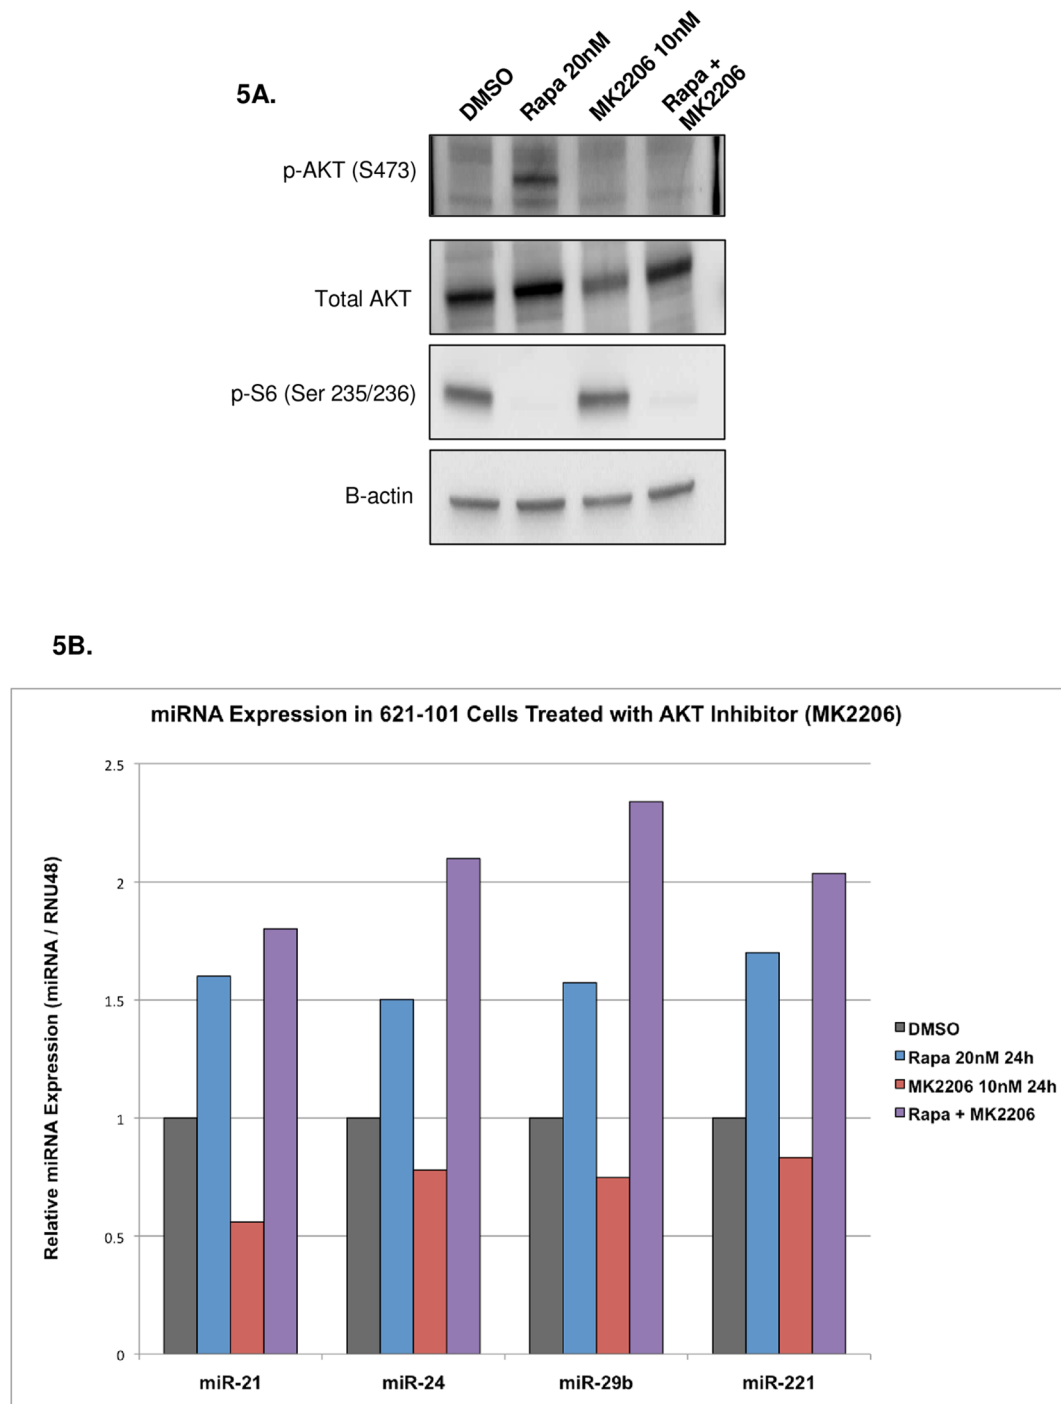 5A.
DMSO
Rapa 20nM
MK2206 10nM
Rapa +
MK2206
p-AKT (S473)
Total AKT
p-S6 (Ser 235/236)
B-actin
5B.
miRNA Expression in 621-101 Cells Treated with AKT Inhibitor (MK2206)
Relative miRNA Expression (miRNA / RNU48)
2.5
2
1.5
1
0.5
0
miR-21
miR-24
miR-29b
miR-221
DMSO
Rapa 20nM 24h
MK2206 10nM 24h
Rapa + MK2206